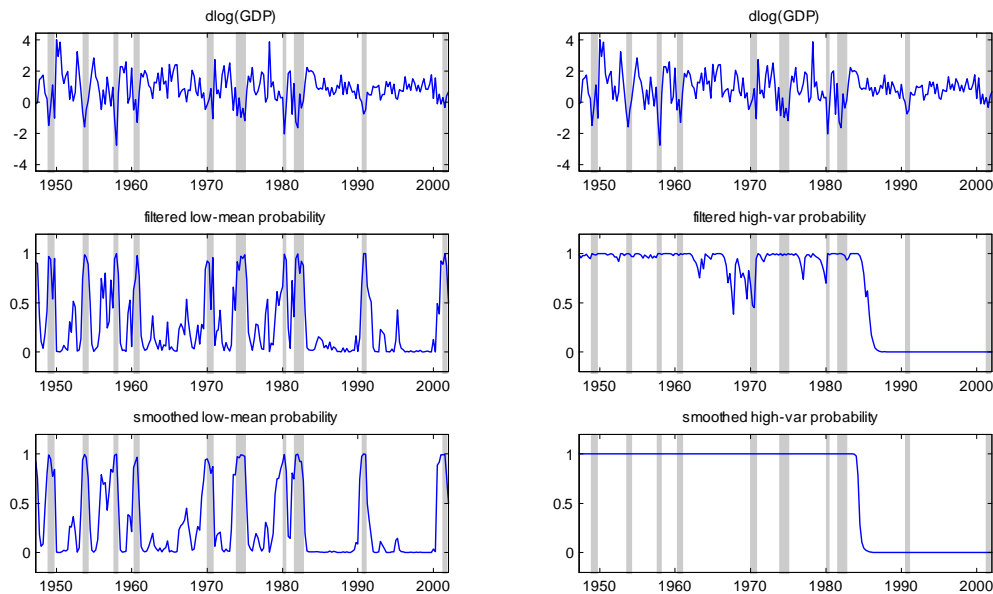 dlog(GDP)
4
2
0
-2
-4
1950 1960 1970 1980 1990 2000
dlog(GDP)
4
2
0
-2
-4
1950 1960 1970 1980 1990 2000
filtered low-mean probability
1
0.5
0
1950 1960 1970 1980 1990 2000
filtered high-var probability
1
0.5
0
1950 1960 1970 1980 1990 2000
smoothed low-mean probability
1
0.5
0
1950 1960 1970 1980 1990 2000
smoothed high-var probability
1
0.5
0
1950 1960 1970 1980 1990 2000